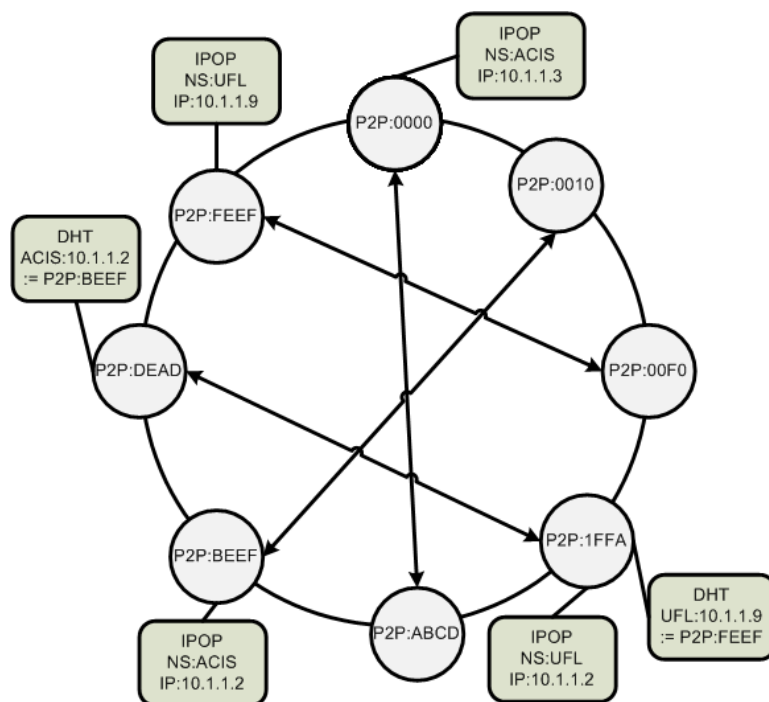 IPOP
NS:UFL
IP:10.1.1.9
IPOP
NS:ACIS
IP:10.1.1.3
P2P:0000
P2P:0010
P2P:FEEF
DHT
ACIS:10.1.1.2
:= P2P:BEEF
P2P:DEAD
P2P:00F0
P2P:BEEF
P2P:1FFA
P2P:ABCD
DHT
UFL:10.1.1.9
:= P2P:FEEF
IPOP
NS:ACIS
IP:10.1.1.2
IPOP
NS:UFL
IP:10.1.1.2